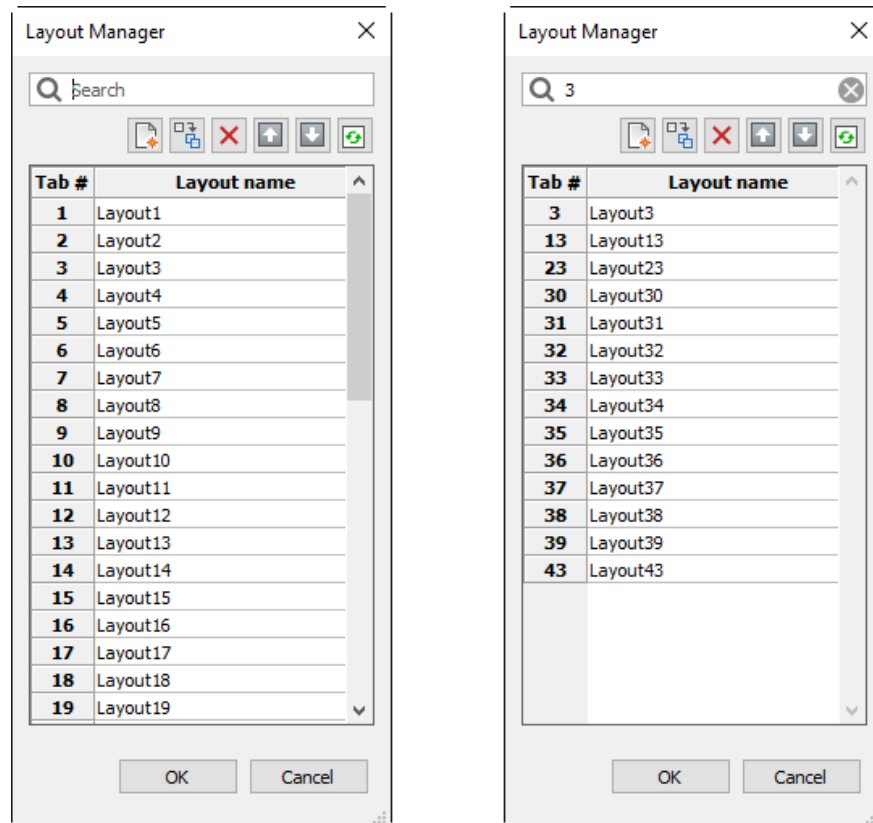 Layout Manager
Search
Tab # Layout name
1 Layout1
2 Layout2
3 Layout3
4 Layout4
5 Layout5
6 Layout6
7 Layout7
8 Layout8
9 Layout9
10 Layout10
11 Layout11
12 Layout12
13 Layout13
14 Layout14
15 Layout15
16 Layout16
17 Layout17
18 Layout18
19 Layout19
OK Cancel
Layout Manager
3
Tab # Layout name
3 Layout3
13 Layout13
23 Layout23
30 Layout30
31 Layout31
32 Layout32
33 Layout33
34 Layout34
35 Layout35
36 Layout36
37 Layout37
38 Layout38
39 Layout39
43 Layout43
OK Cancel